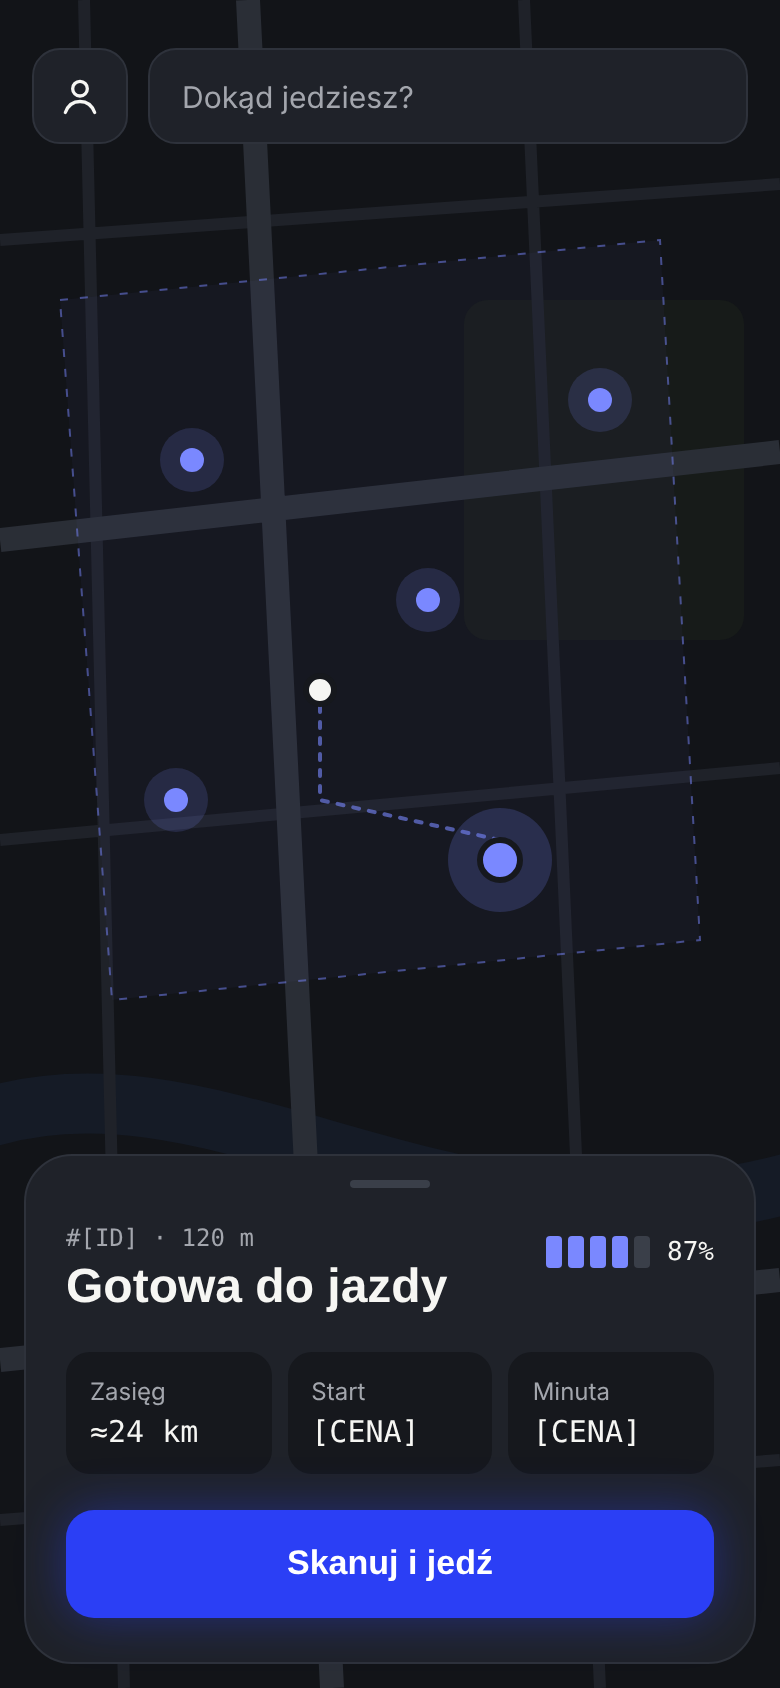 Dokąd jedziesz?
#[ID] · 120 m
87%
Gotowa do jazdy
Zasięg
≈24 km
Start
[CENA]
Minuta
[CENA]
Skanuj i jedź